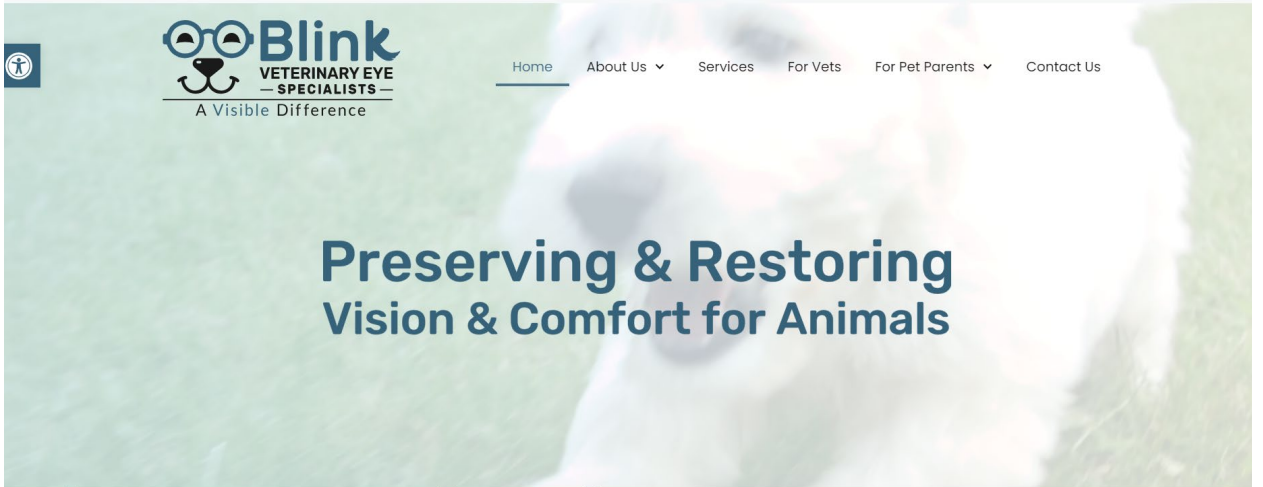 Blink
VETERINARY EYE
SPECIALISTS
A Visible Difference
Home About Us Services For Vets For Pet Parents Contact Us
Preserving & Restoring
Vision & Comfort for Animals